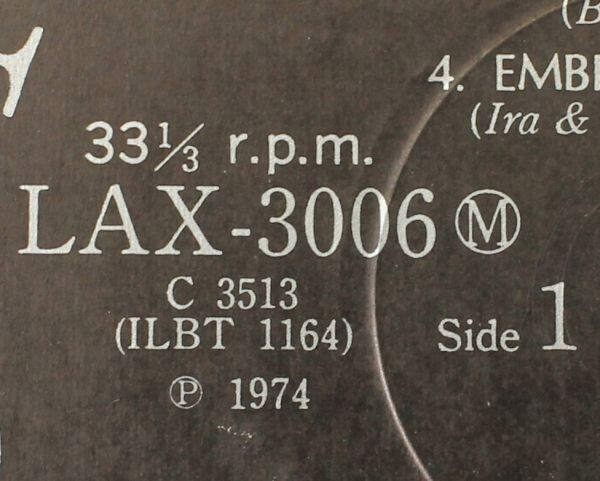 (B
4. EMB
(Ira &
33⅓ r.p.m.
LAX-3006 Ⓜ
C 3513
(ILBT 1164)
Side 1
℗ 1974